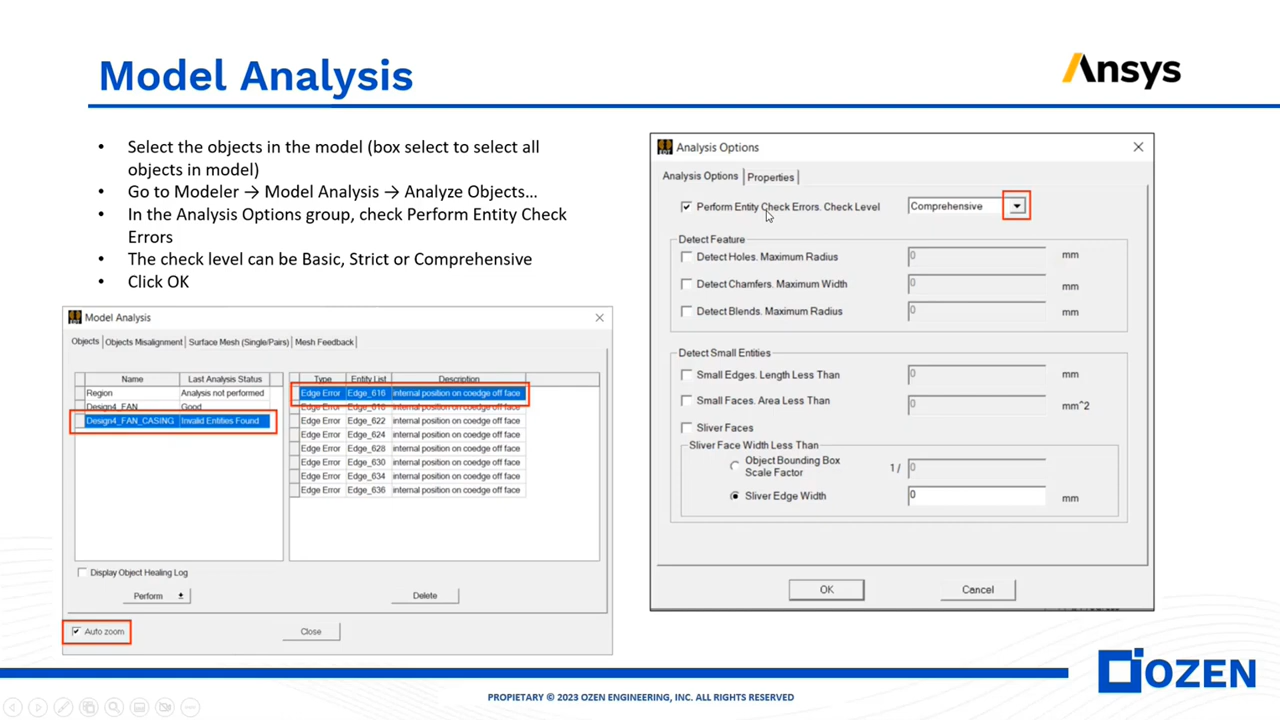 Model Analysis
Ansys
• Select the objects in the model (box select to select all
objects in model)
• Go to Modeler → Model Analysis → Analyze Objects...
• In the Analysis Options group, check Perform Entity Check
Errors
• The check level can be Basic, Strict or Comprehensive
• Click OK
Model Analysis
Objects Objects Misalignment Surface Mesh (Single/Pairs) Mesh Feedback
Name Last Analysis Status
Region Analysis not performed
Design4_FAN Good
Design4_FAN_CASING Invalid Entities Found
Type Entity List Description
Edge Error Edge_616 internal position on coedge off face
Edge Error Edge_618 internal position on coedge off face
Edge Error Edge_622 internal position on coedge off face
Edge Error Edge_624 internal position on coedge off face
Edge Error Edge_628 internal position on coedge off face
Edge Error Edge_630 internal position on coedge off face
Edge Error Edge_634 internal position on coedge off face
Edge Error Edge_636 internal position on coedge off face
Display Object Healing Log
Perform Delete
Auto zoom Close
Analysis Options
Analysis Options Properties
Perform Entity Check Errors. Check Level Comprehensive
Detect Feature
Detect Holes. Maximum Radius 0 mm
Detect Chamfers. Maximum Width 0 mm
Detect Blends. Maximum Radius 0 mm
Detect Small Entities
Small Edges. Length Less Than 0 mm
Small Faces. Area Less Than 0 mm^2
Sliver Faces
Sliver Face Width Less Than
Object Bounding Box
Scale Factor 1 / 0
Sliver Edge Width 0 mm
OK Cancel
OZEN
PROPIETARY © 2023 OZEN ENGINEERING, INC. ALL RIGHTS RESERVED